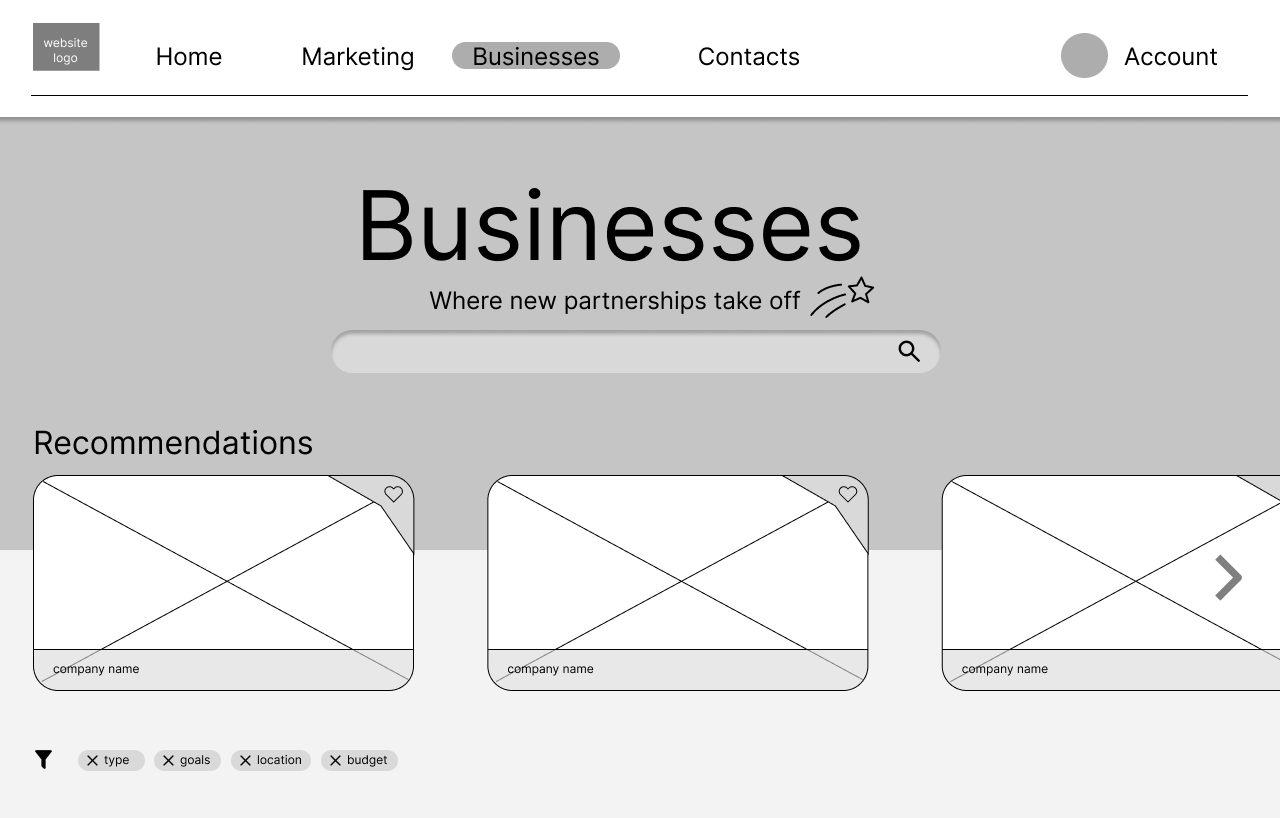 website
logo
Home
Marketing
Businesses
Contacts
Account
Businesses
Where new partnerships take off
Recommendations
company name
company name
company name
type
goals
location
budget